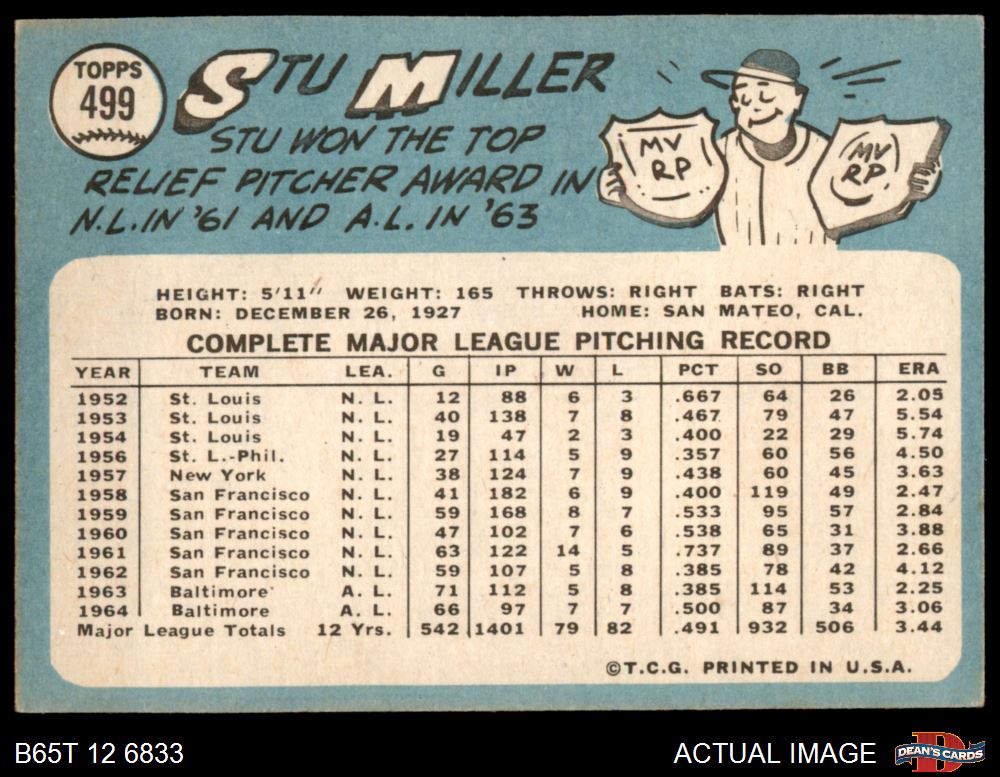 TOPPS
499
STU MILLER
STU WON THE TOP
RELIEF PITCHER AWARD IN
N.L. IN '61 AND A.L. IN '63
MV
RP
MV
RP
HEIGHT: 5'11" WEIGHT: 165 THROWS: RIGHT BATS: RIGHT
BORN: DECEMBER 26, 1927 HOME: SAN MATEO, CAL.
COMPLETE MAJOR LEAGUE PITCHING RECORD
YEAR TEAM LEA. G IP W L PCT SO BB ERA
1952 St. Louis N. L. 12 88 6 3 .667 64 26 2.05
1953 St. Louis N. L. 40 138 7 8 .467 79 47 5.54
1954 St. Louis N. L. 19 47 2 3 .400 22 29 5.74
1956 St. L.-Phil. N. L. 27 114 5 9 .357 60 56 4.50
1957 New York N. L. 38 124 7 9 .438 60 45 3.63
1958 San Francisco N. L. 41 182 6 9 .400 119 49 2.47
1959 San Francisco N. L. 59 168 8 7 .533 95 57 2.84
1960 San Francisco N. L. 47 102 7 6 .538 65 31 3.88
1961 San Francisco N. L. 63 122 14 5 .737 89 37 2.66
1962 San Francisco N. L. 59 107 5 8 .385 78 42 4.12
1963 Baltimore A. L. 71 112 5 8 .385 114 53 2.25
1964 Baltimore A. L. 66 97 7 7 .500 87 34 3.06
Major League Totals 12 Yrs. 542 1401 79 82 .491 932 506 3.44
©T.C.G. PRINTED IN U.S.A.
B65T 12 6833 ACTUAL IMAGE
DEAN'S CARDS